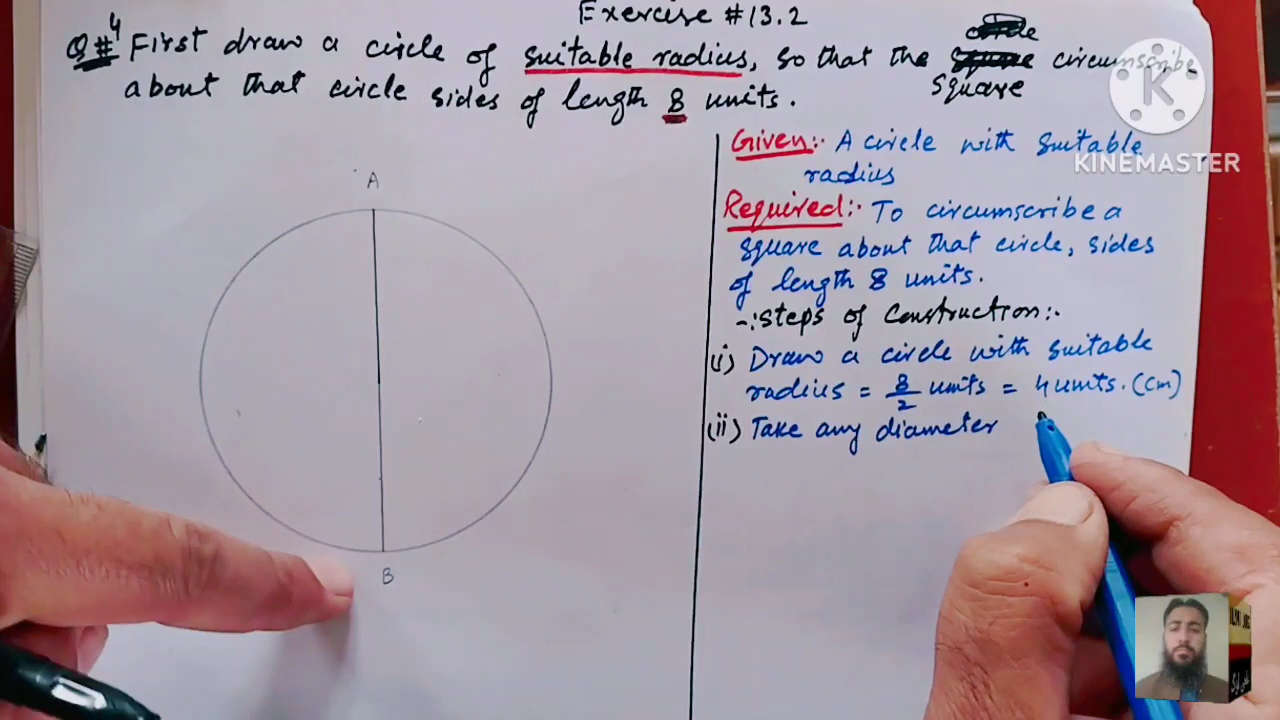 Exercise #13.2
Q#4 First draw a circle of suitable radius, so that the square circumscribe
about that circle sides of length 8 units.
Given:- A circle with suitable
radius
Required:- To circumscribe a
square about that circle, sides
of length 8 units.
-:Steps of Construction:-
(i) Draw a circle with suitable
radius = 8/2 units = 4 units. (cm)
(ii) Take any diameter
A
B
K
KINEMASTER